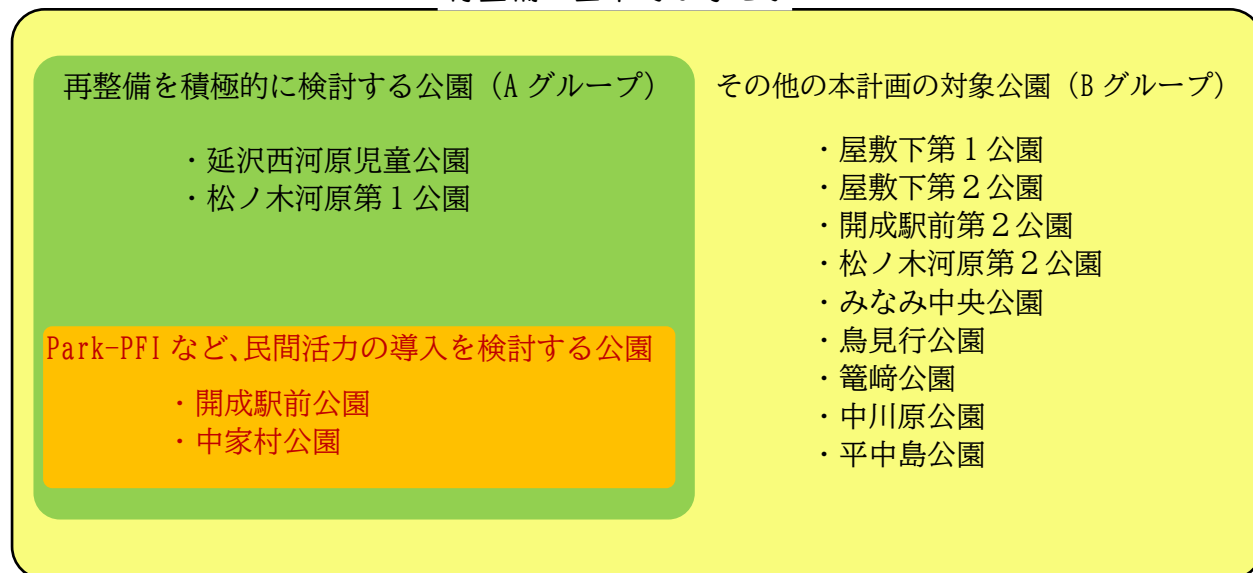 再整備を積極的に検討する公園（Aグループ）
・延沢西河原児童公園
・松ノ木河原第１公園
Park-PFIなど、民間活力の導入を検討する公園
・開成駅前公園
・中家村公園
その他の本計画の対象公園（Bグループ）
・屋敷下第１公園
・屋敷下第２公園
・開成駅前第２公園
・松ノ木河原第２公園
・みなみ中央公園
・鳥見行公園
・篭﨑公園
・中川原公園
・平中島公園